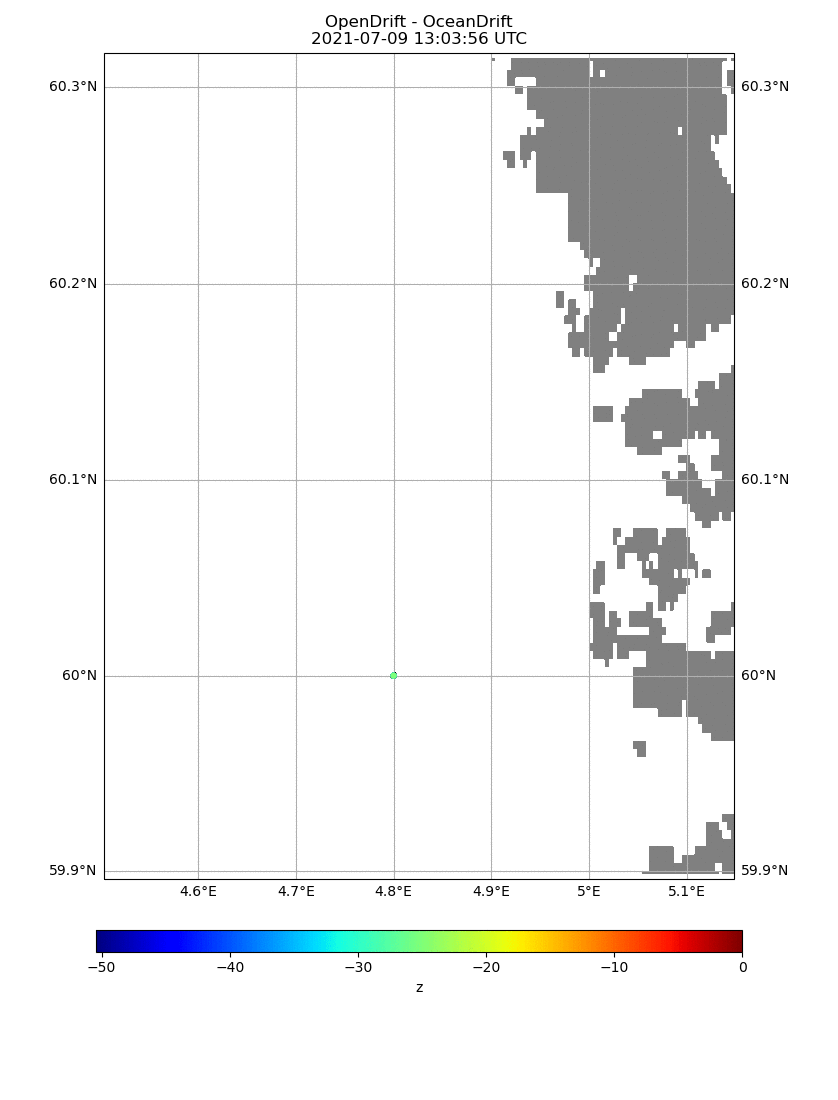 OpenDrift - OceanDrift
2021-07-09 13:03:56 UTC
60.3°N 60.3°N
60.2°N 60.2°N
60.1°N 60.1°N
60°N 60°N
59.9°N 59.9°N
4.6°E 4.7°E 4.8°E 4.9°E 5°E 5.1°E
−50 −40 −30 −20 −10 0
z